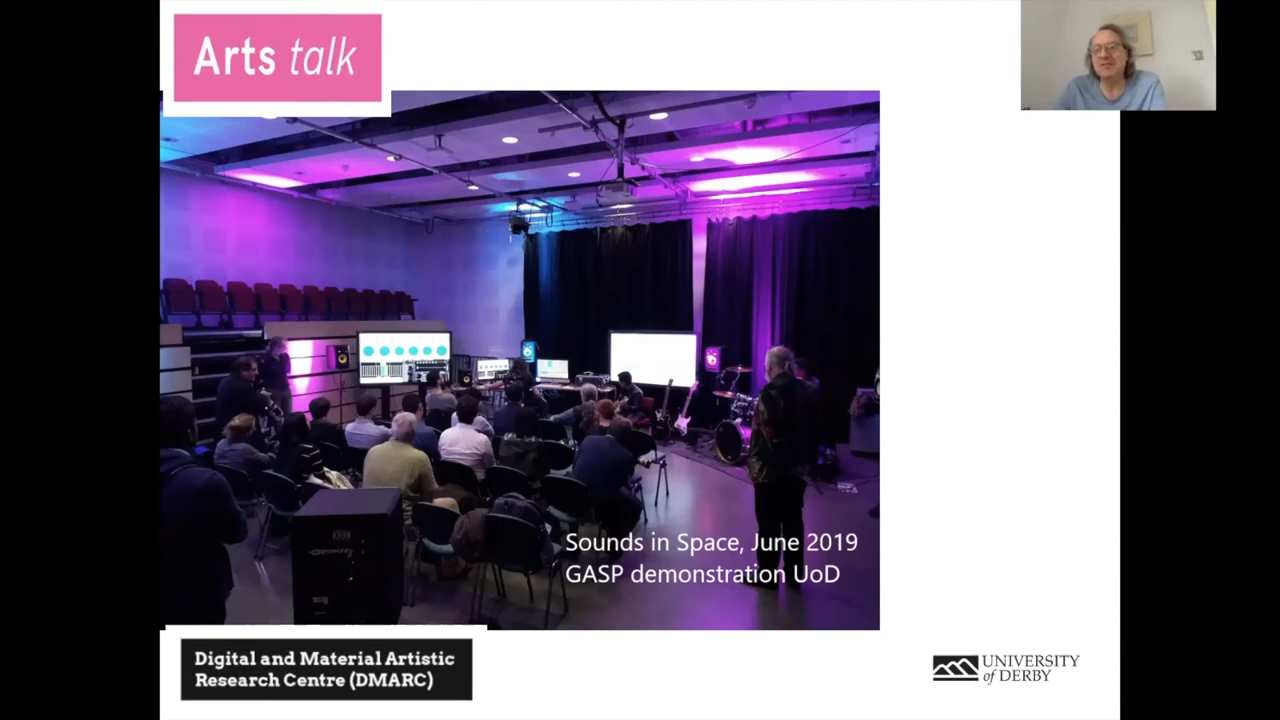 Arts talk
Sounds in Space, June 2019
GASP demonstration UoD
Digital and Material Artistic
Research Centre (DMARC)
UNIVERSITY
of DERBY